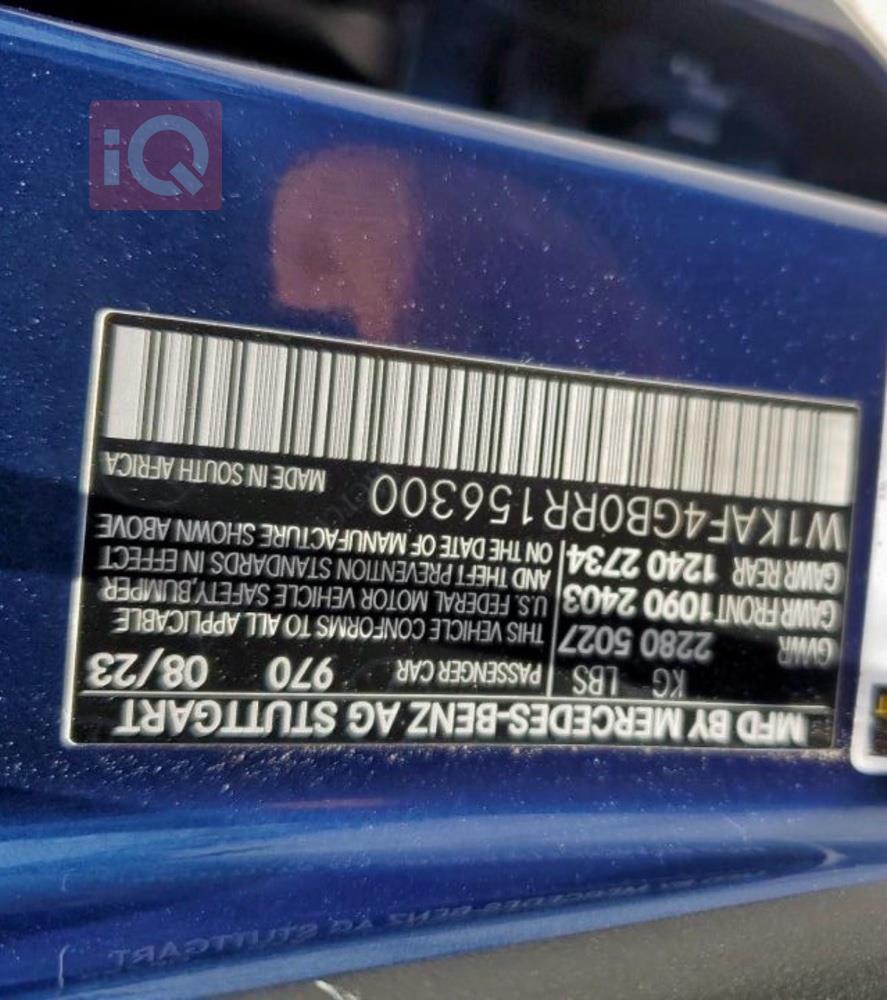 MFD BY MERCEDES-BENZ AG STUTTGART
KG LBS PASSENGER CAR 970 08/23
GVWR 2280 5027 THIS VEHICLE CONFORMS TO ALL APPLICABLE
GAWR FRONT 1090 2403 U.S. FEDERAL MOTOR VEHICLE SAFETY, BUMPER
GAWR REAR 1240 2734 AND THEFT PREVENTION STANDARDS IN EFFECT
ON THE DATE OF MANUFACTURE SHOWN ABOVE
W1KAF4GB0RR156300 MADE IN SOUTH AFRICA
iQ